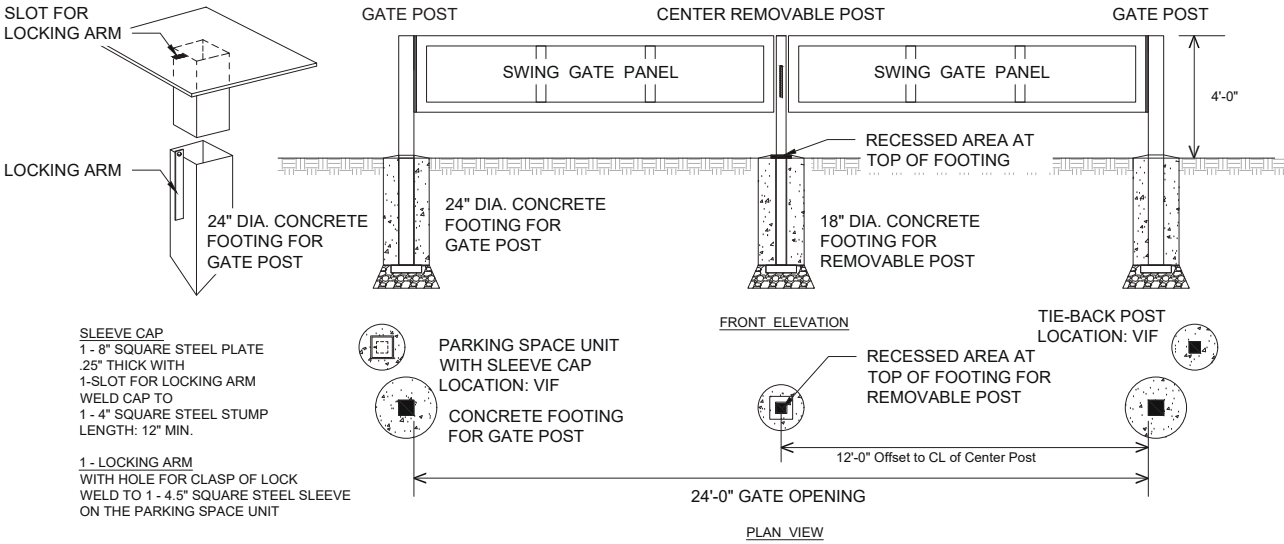 SLOT FOR
LOCKING ARM
GATE POST
CENTER REMOVABLE POST
GATE POST
SWING GATE PANEL
SWING GATE PANEL
4'-0"
RECESSED AREA AT
TOP OF FOOTING
LOCKING ARM
24" DIA. CONCRETE
FOOTING FOR
GATE POST
24" DIA. CONCRETE
FOOTING FOR
GATE POST
18" DIA. CONCRETE
FOOTING FOR
REMOVABLE POST
FRONT ELEVATION
SLEEVE CAP
1 - 8" SQUARE STEEL PLATE
.25" THICK WITH
1-SLOT FOR LOCKING ARM
WELD CAP TO
1 - 4" SQUARE STEEL STUMP
LENGTH: 12" MIN.
1 - LOCKING ARM
WITH HOLE FOR CLASP OF LOCK
WELD TO 1 - 4.5" SQUARE STEEL SLEEVE
ON THE PARKING SPACE UNIT
PARKING SPACE UNIT
WITH SLEEVE CAP
LOCATION: VIF
CONCRETE FOOTING
FOR GATE POST
TIE-BACK POST
LOCATION: VIF
RECESSED AREA AT
TOP OF FOOTING FOR
REMOVABLE POST
12'-0" Offset to CL of Center Post
24'-0" GATE OPENING
PLAN VIEW